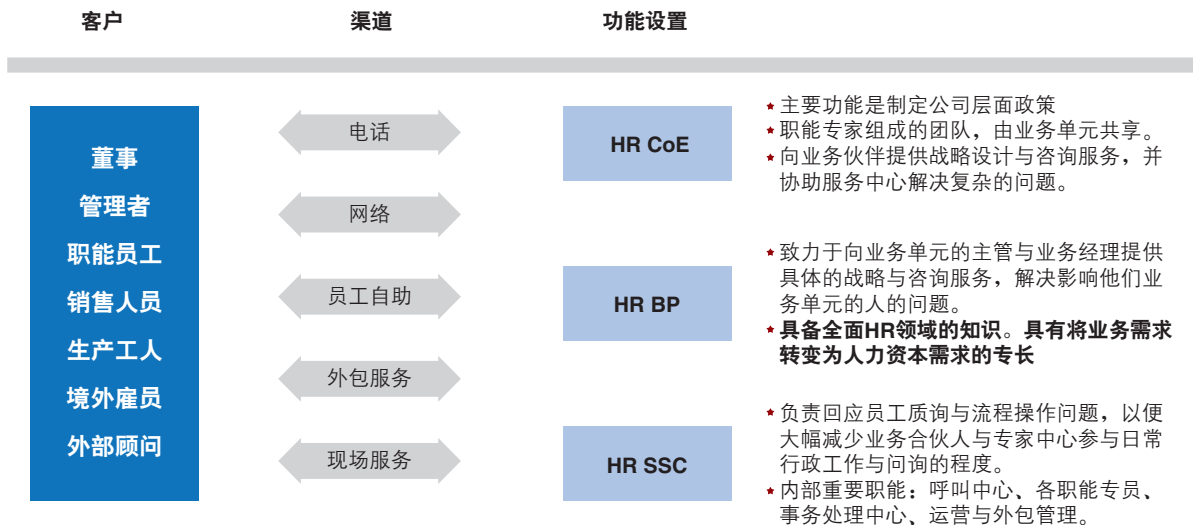 客户
渠道
功能设置
董事
管理者
职能员工
销售人员
生产工人
境外雇员
外部顾问
电话
网络
员工自助
外包服务
现场服务
HR CoE
主要功能是制定公司层面政策
职能专家组成的团队，由业务单元共享。
向业务伙伴提供战略设计与咨询服务，并
协助服务中心解决复杂的问题。
HR BP
致力于向业务单元的主管与业务经理提供
具体的战略与咨询服务，解决影响他们业
务单元的人的问题。
具备全面HR领域的知识。具有将业务需求
转变为人力资本需求的专长
HR SSC
负责回应员工质询与流程操作问题，以便
大幅减少业务合伙人与专家中心参与日常
行政工作与问询的程度。
内部重要职能：呼叫中心、各职能专员、
事务处理中心、运营与外包管理。